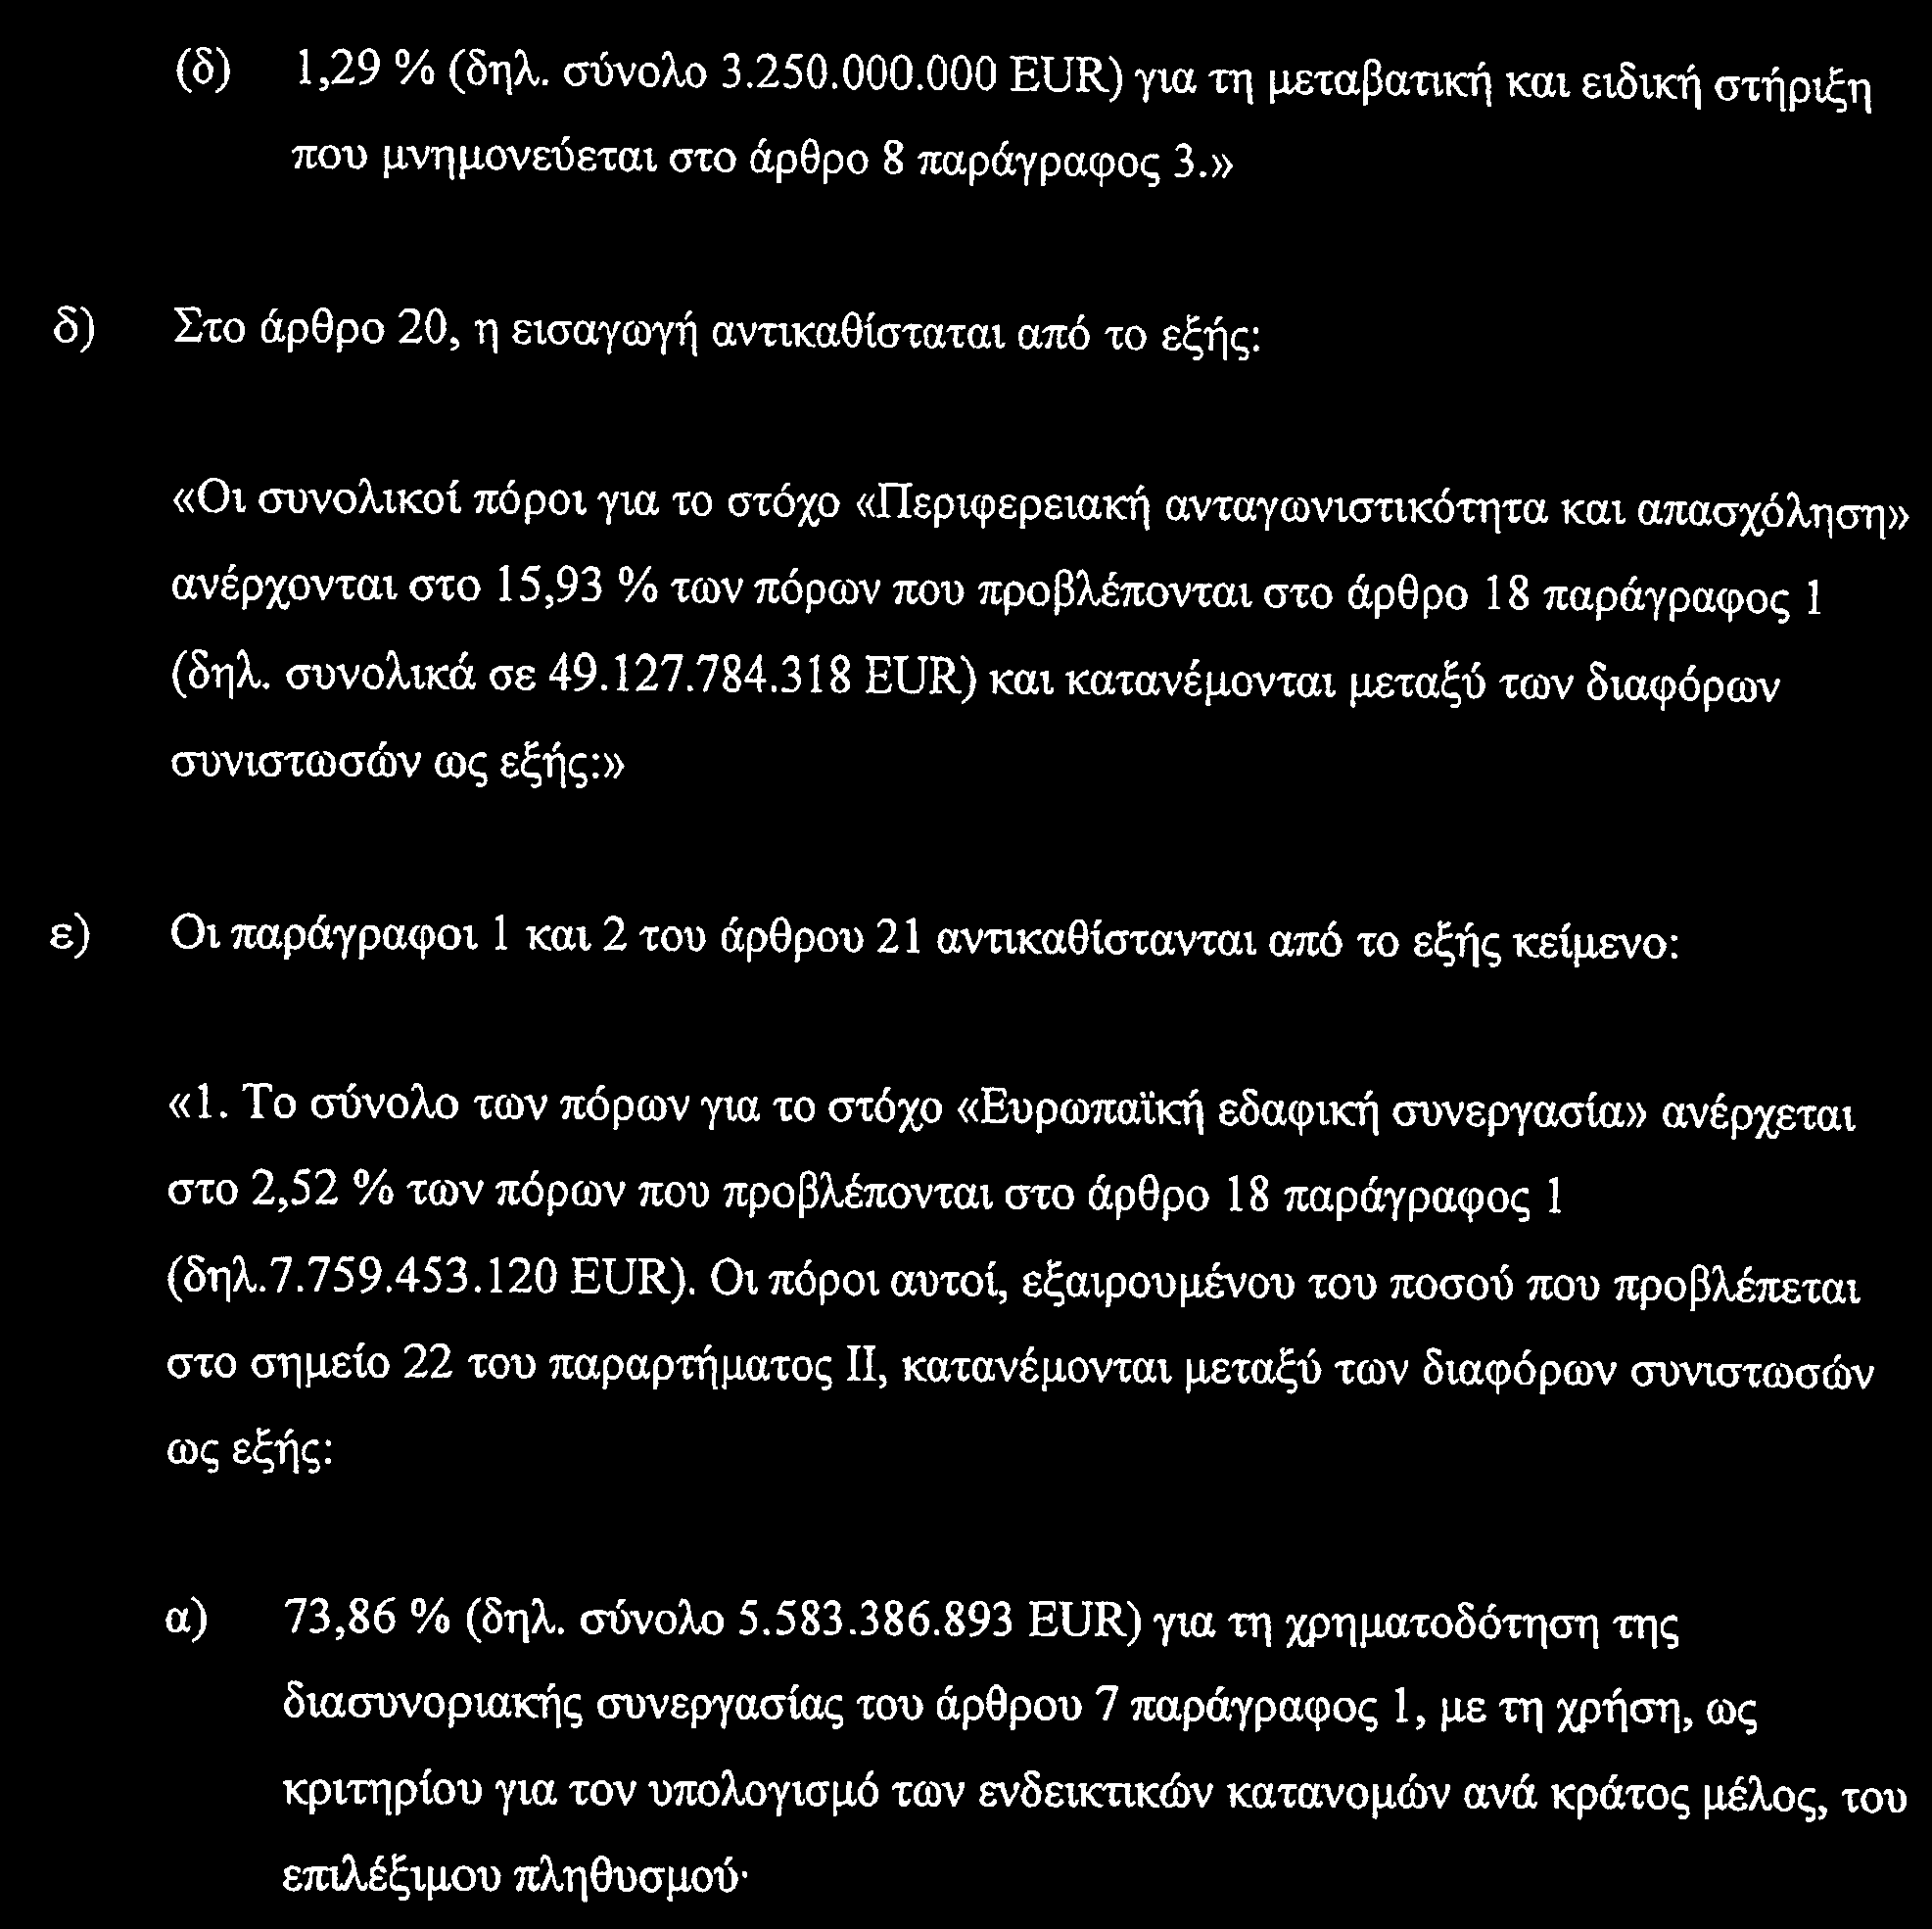 (δ) 1,29 % (δηλ. σύνολο 3.250.000.000 EUR) για τη μεταβατική και ειδική στήριξη
που μνημονεύεται στο άρθρο 8 παράγραφος 3.»
δ) Στο άρθρο 20, η εισαγωγή αντικαθίσταται από το εξής:
«Οι συνολικοί πόροι για το στόχο «Περιφερειακή ανταγωνιστικότητα και απασχόληση»
ανέρχονται στο 15,93 % των πόρων που προβλέπονται στο άρθρο 18 παράγραφος 1
(δηλ. συνολικά σε 49.127.784.318 EUR) και κατανέμονται μεταξύ των διαφόρων
συνιστωσών ως εξής:»
ε) Οι παράγραφοι 1 και 2 του άρθρου 21 αντικαθίστανται από το εξής κείμενο:
«1. Το σύνολο των πόρων για το στόχο «Ευρωπαϊκή εδαφική συνεργασία» ανέρχεται
στο 2,52 % των πόρων που προβλέπονται στο άρθρο 18 παράγραφος 1
(δηλ.7.759.453.120 EUR). Οι πόροι αυτοί, εξαιρουμένου του ποσού που προβλέπεται
στο σημείο 22 του παραρτήματος II, κατανέμονται μεταξύ των διαφόρων συνιστωσών
ως εξής:
α) 73,86 % (δηλ. σύνολο 5.583.386.893 EUR) για τη χρηματοδότηση της
διασυνοριακής συνεργασίας του άρθρου 7 παράγραφος 1, με τη χρήση, ως
κριτηρίου για τον υπολογισμό των ενδεικτικών κατανομών ανά κράτος μέλος, του
επιλέξιμου πληθυσμού·